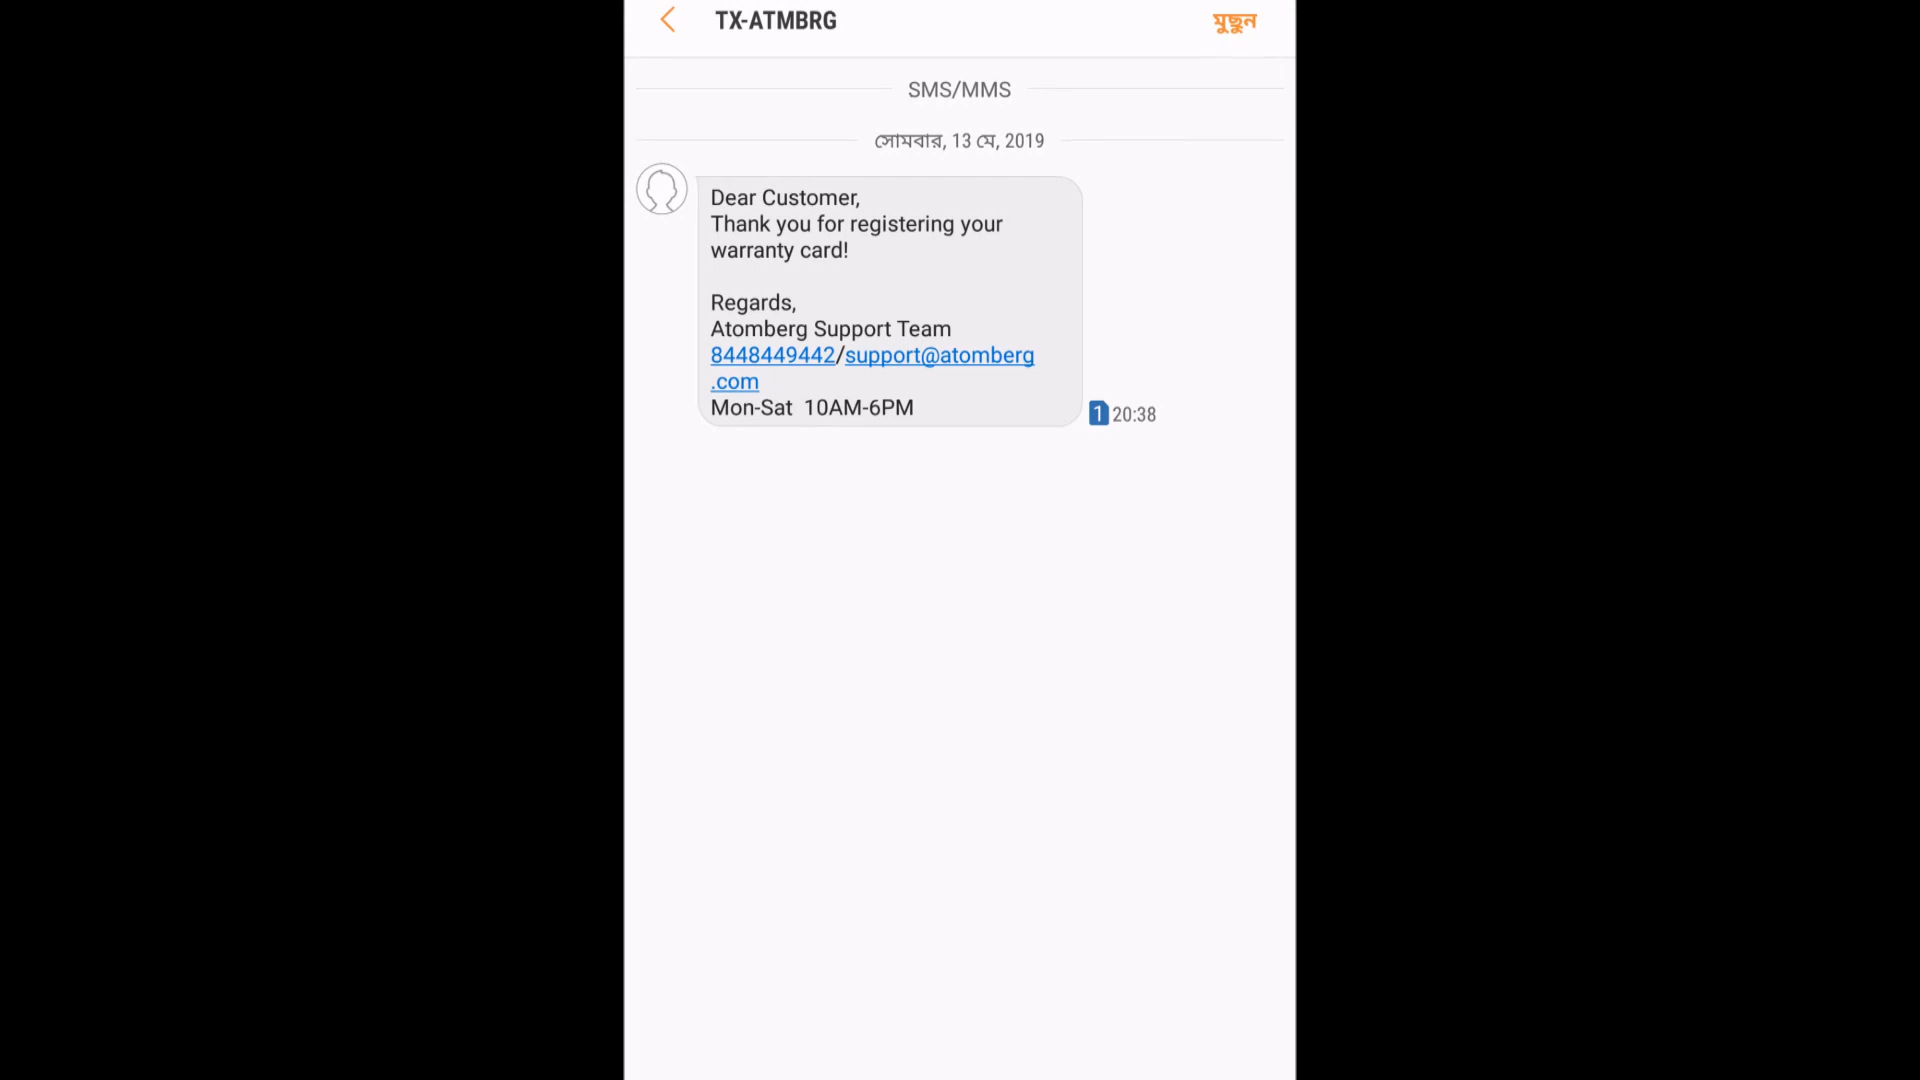 TX-ATMBRG
মুছুন
SMS/MMS
সোমবার, 13 মে, 2019
Dear Customer,
Thank you for registering your
warranty card!
Regards,
Atomberg Support Team
8448449442/support@atomberg
.com
Mon-Sat  10AM-6PM
1 20:38